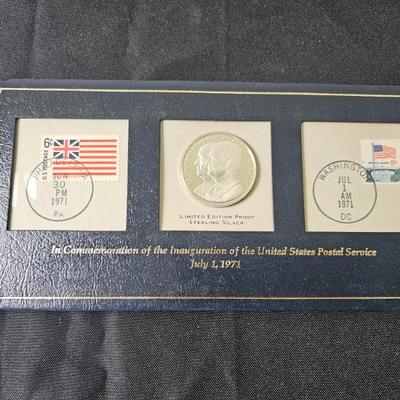 6¢
U.S. POSTAGE
JUN
30
PM
1971
PA
LIMITED EDITION PROOF
STERLING SILVER
WASHINGTON
JUL
1
AM
1971
DC
In Commemoration of the Inauguration of the United States Postal Service
July 1, 1971